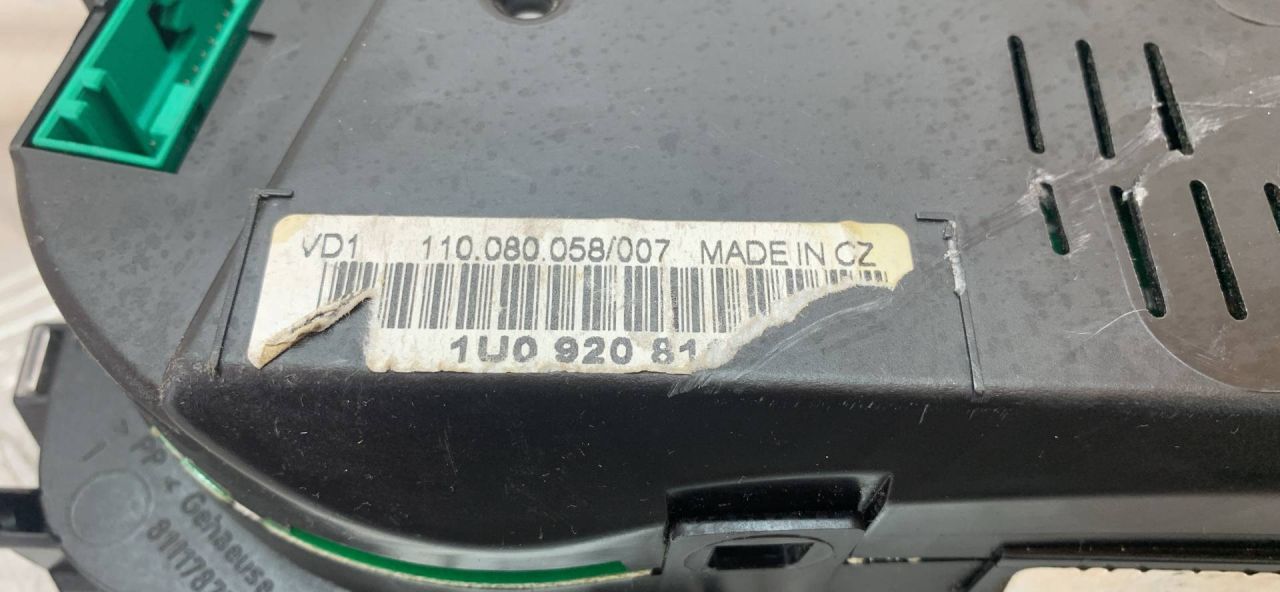 VD1 110.080.058/007 MADE IN CZ
1U0 920 81
> PP <
Gehaeuse